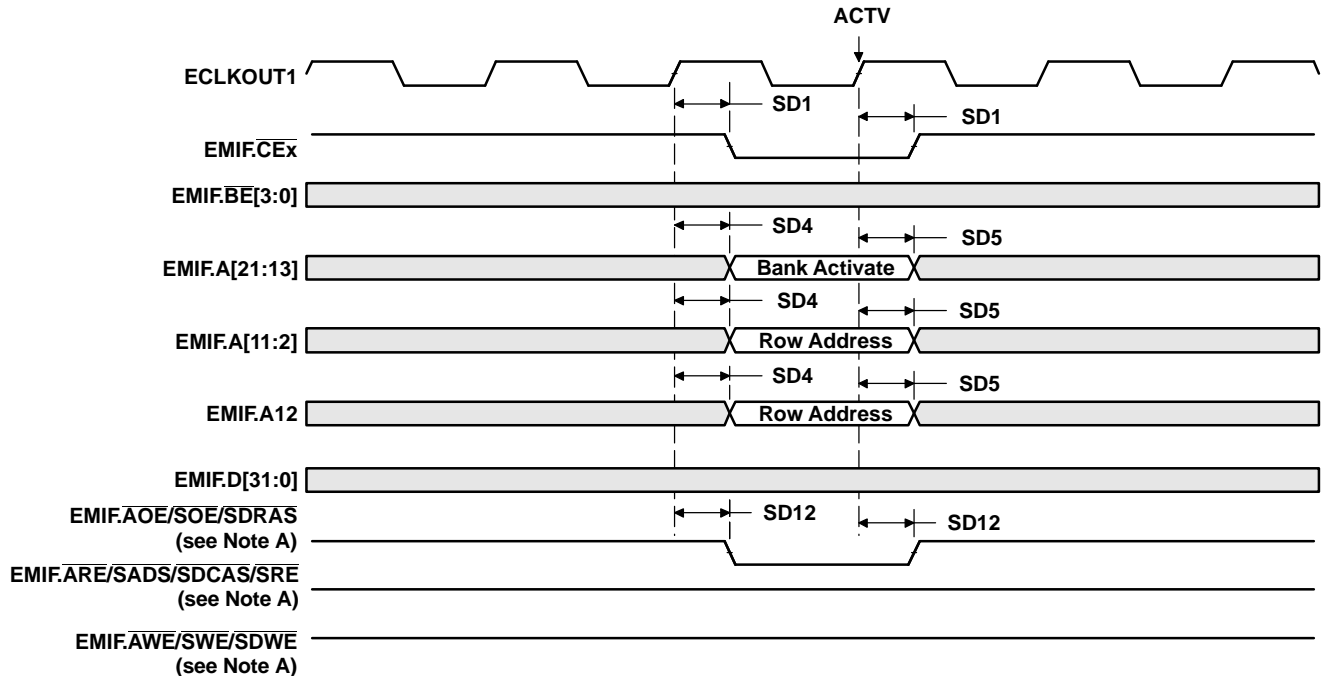 ACTV
ECLKOUT1
SD1
SD1
EMIF.CEx
EMIF.BE[3:0]
SD4
SD5
EMIF.A[21:13]
Bank Activate
SD4
SD5
EMIF.A[11:2]
Row Address
SD4
SD5
EMIF.A12
Row Address
EMIF.D[31:0]
EMIF.AOE/SOE/SDRAS
(see Note A)
SD12
SD12
EMIF.ARE/SADS/SDCAS/SRE
(see Note A)
EMIF.AWE/SWE/SDWE
(see Note A)